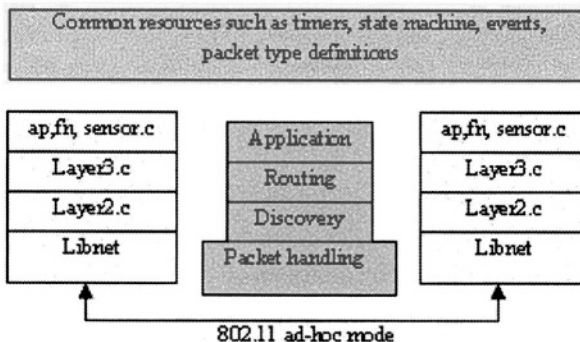 Common resources such as timers, state machine, events,
packet type definitions
ap,fn, sensor.c
Layer3.c
Layer2.c
Libnet
Application
Routing
Discovery
Packet handling
ap,fn, sensor.c
Layer3.c
Layer2.c
Libnet
802.11 ad-hoc mode